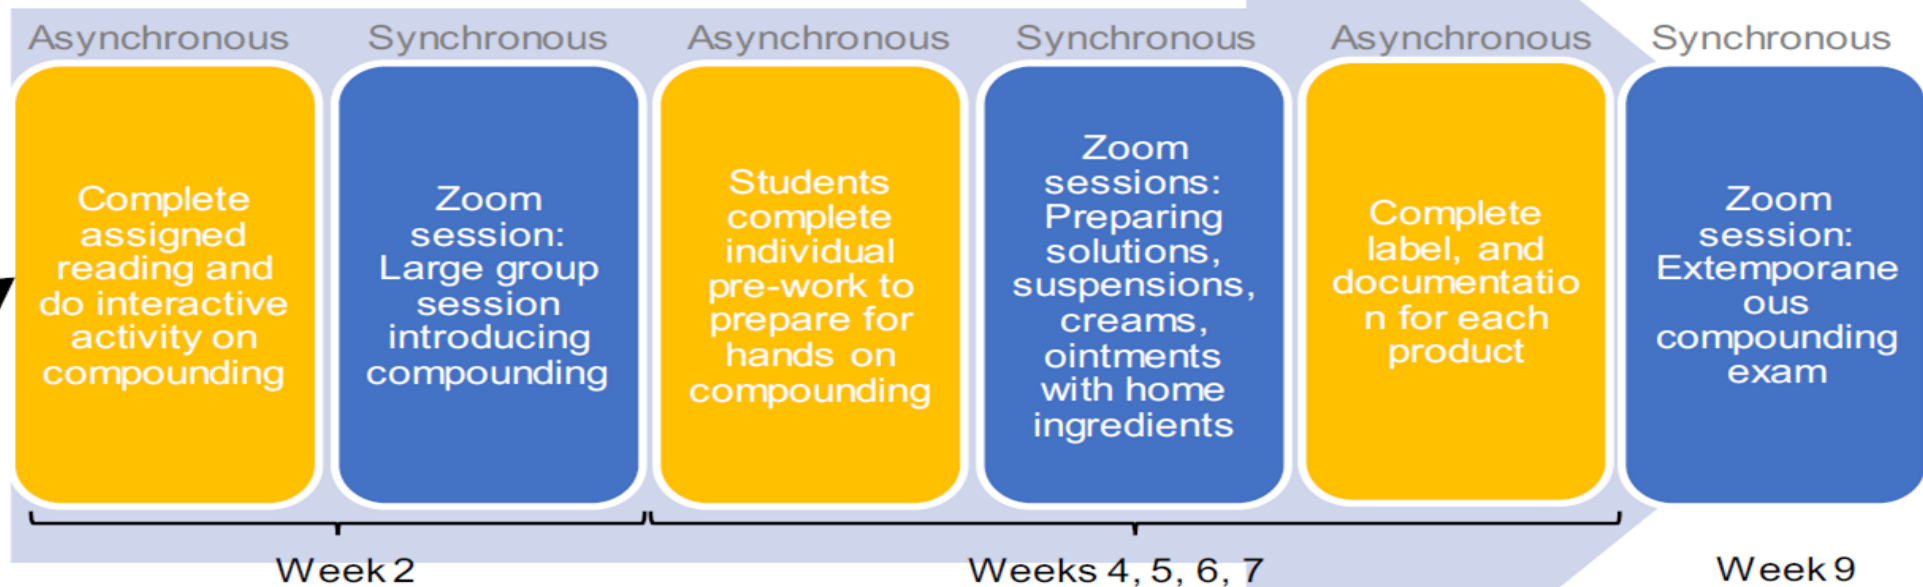 Asynchronous
Synchronous
Asynchronous
Synchronous
Asynchronous
Synchronous
Complete
assigned
reading and
do interactive
activity on
compounding
Zoom
session:
Large group
session
introducing
compounding
Students
complete
individual
pre-work to
prepare for
hands on
compounding
Zoom
sessions:
Preparing
solutions,
suspensions,
creams,
ointments
with home
ingredients
Complete
label, and
documentatio
n for each
product
Zoom
session:
Extemporane
ous
compounding
exam
Week 2
Weeks 4, 5, 6, 7
Week 9